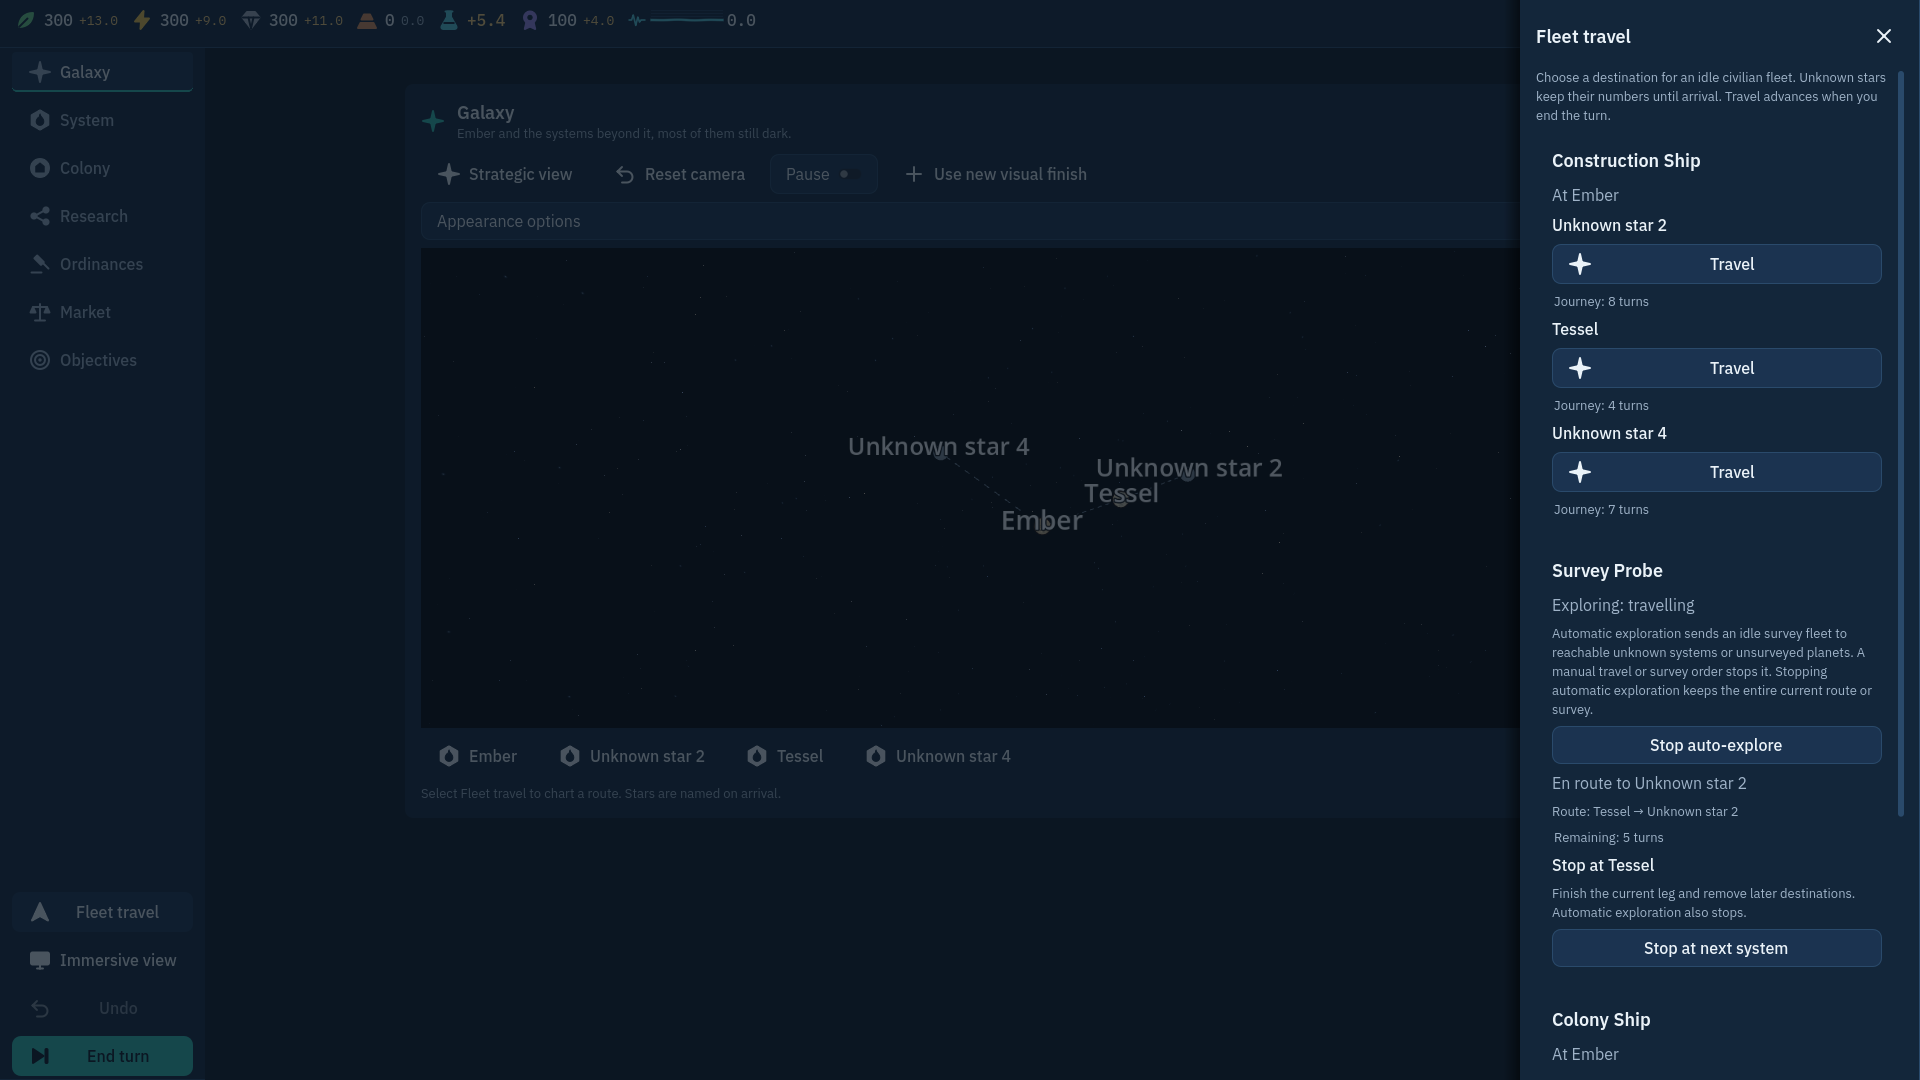 300 +13.0 300 +9.0 300 +11.0 0 0.0 +5.4 100 +4.0 0.0
Galaxy
System
Colony
Research
Ordinances
Market
Objectives
Fleet travel
Immersive view
Undo
End turn
Galaxy
Ember and the systems beyond it, most of them still dark.
Strategic view Reset camera Pause Use new visual finish
Appearance options
Unknown star 4
Unknown star 2
Tessel
Ember
Ember Unknown star 2 Tessel Unknown star 4
Select Fleet travel to chart a route. Stars are named on arrival.
Fleet travel
Choose a destination for an idle civilian fleet. Unknown stars
keep their numbers until arrival. Travel advances when you
end the turn.
Construction Ship
At Ember
Unknown star 2
Travel
Journey: 8 turns
Tessel
Travel
Journey: 4 turns
Unknown star 4
Travel
Journey: 7 turns
Survey Probe
Exploring: travelling
Automatic exploration sends an idle survey fleet to
reachable unknown systems or unsurveyed planets. A
manual travel or survey order stops it. Stopping
automatic exploration keeps the entire current route or
survey.
Stop auto-explore
En route to Unknown star 2
Route: Tessel → Unknown star 2
Remaining: 5 turns
Stop at Tessel
Finish the current leg and remove later destinations.
Automatic exploration also stops.
Stop at next system
Colony Ship
At Ember